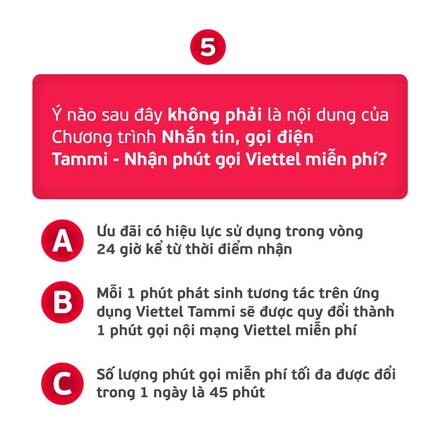 5
Ý nào sau đây không phải là nội dung của
Chương trình Nhắn tin, gọi điện
Tammi - Nhận phút gọi Viettel miễn phí?
A
Ưu đãi có hiệu lực sử dụng trong vòng
24 giờ kể từ thời điểm nhận
B
Mỗi 1 phút phát sinh tương tác trên ứng
dụng Viettel Tammi sẽ được quy đổi thành
1 phút gọi nội mạng Viettel miễn phí
C
Số lượng phút gọi miễn phí tối đa được đổi
trong 1 ngày là 45 phút